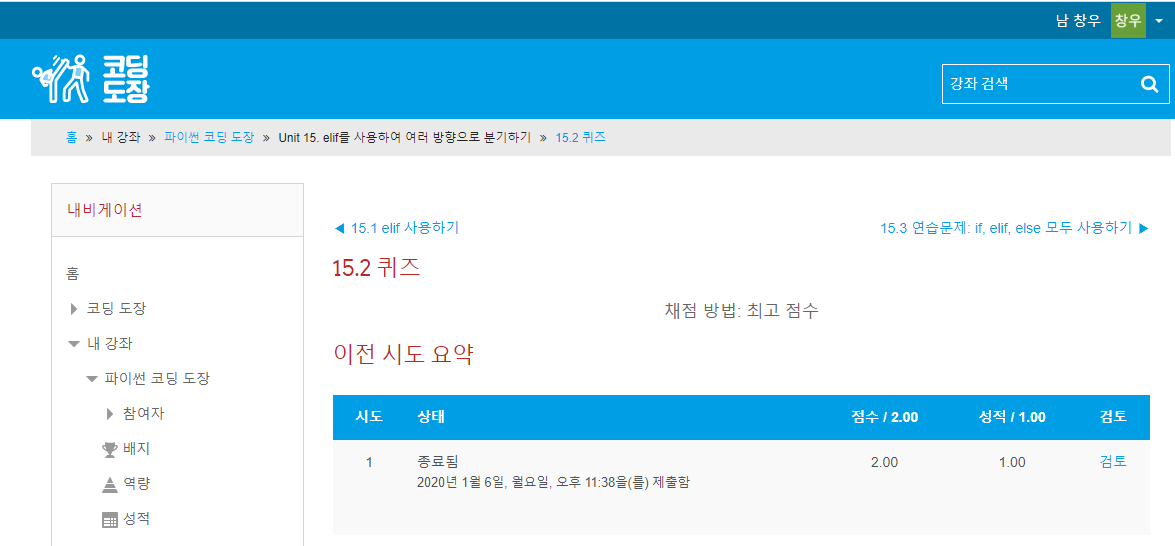 남 창우 창우
코딩
도장
강좌 검색
홈 » 내 강좌 » 파이썬 코딩 도장 » Unit 15. elif를 사용하여 여러 방향으로 분기하기 » 15.2 퀴즈
내비게이션
홈
코딩 도장
내 강좌
파이썬 코딩 도장
참여자
배지
역량
성적
◀ 15.1 elif 사용하기
15.3 연습문제: if, elif, else 모두 사용하기 ▶
15.2 퀴즈
채점 방법: 최고 점수
이전 시도 요약
시도 상태 점수 / 2.00 성적 / 1.00 검토
1 종료됨 2.00 1.00 검토
2020년 1월 6일, 월요일, 오후 11:38을(를) 제출함